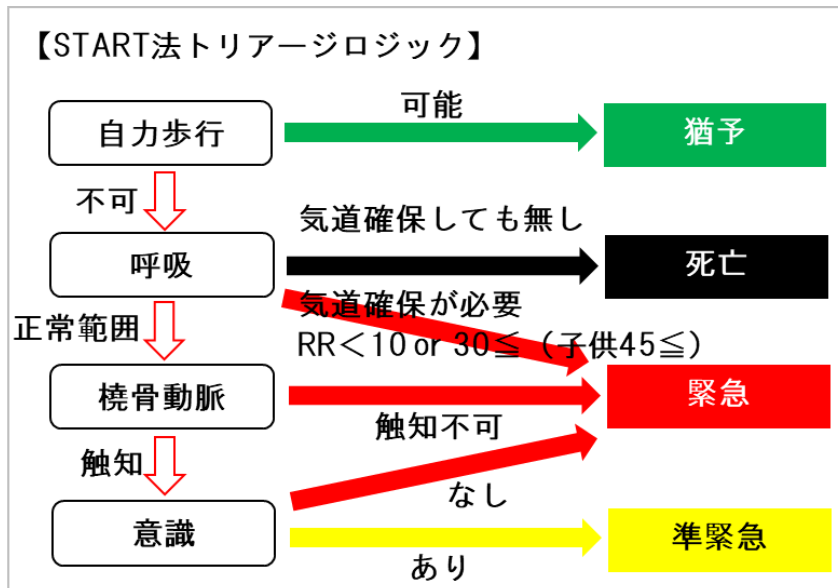 【START法トリアージロジック】
可能
自力歩行
猶予
不可
気道確保しても無し
呼吸
死亡
気道確保が必要
正常範囲
RR＜10 or 30≦（子供45≦）
橈骨動脈
緊急
触知不可
触知
なし
意識
準緊急
あり